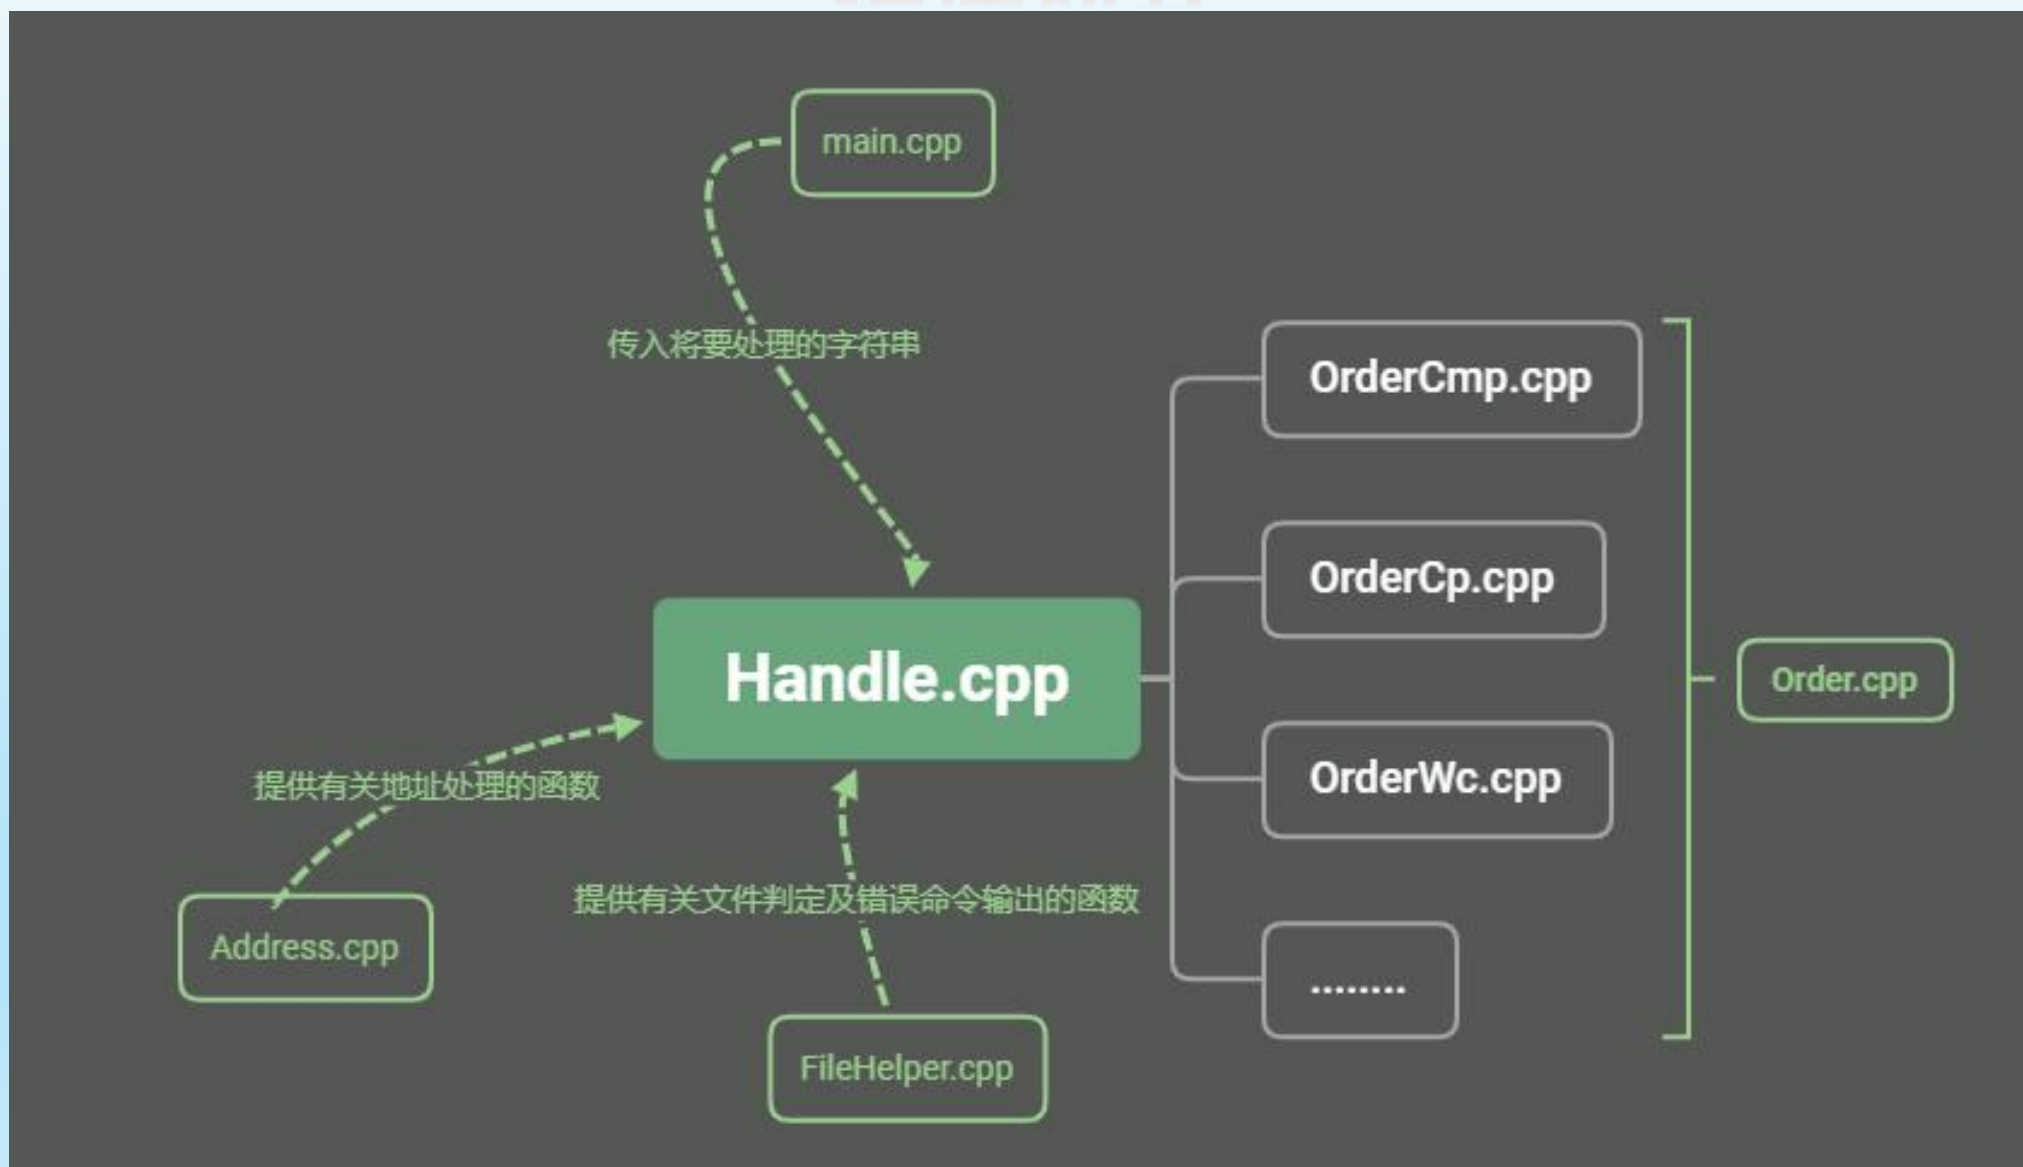 main.cpp
传入将要处理的字符串
OrderCmp.cpp
OrderCp.cpp
Handle.cpp
Order.cpp
OrderWc.cpp
提供有关地址处理的函数
提供有关文件判定及错误命令输出的函数
Address.cpp
........
FileHelper.cpp